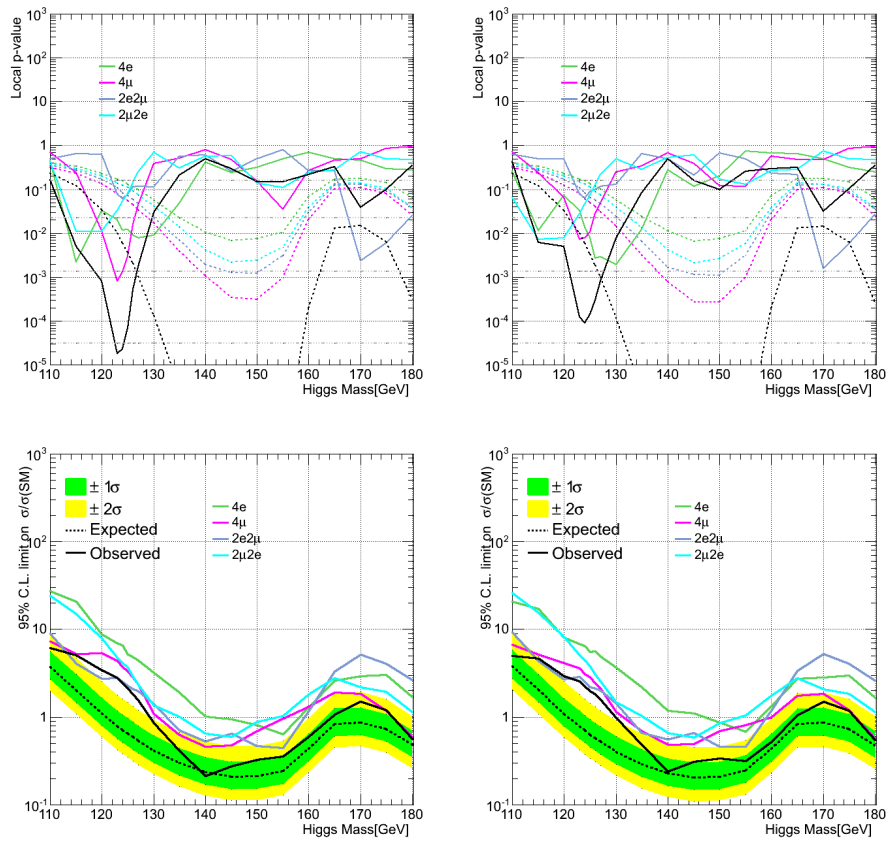 Local p-value
10³
10²
10
1
10⁻¹
10⁻²
10⁻³
10⁻⁴
10⁻⁵
4e
4μ
2e2μ
2μ2e
110 120 130 140 150 160 170 180
Higgs Mass[GeV]
Local p-value
10³
10²
10
1
10⁻¹
10⁻²
10⁻³
10⁻⁴
10⁻⁵
4e
4μ
2e2μ
2μ2e
110 120 130 140 150 160 170 180
Higgs Mass[GeV]
95% C.L. limit on σ/σ(SM)
10³
10²
10
1
10⁻¹
± 1σ
± 2σ
Expected
Observed
4e
4μ
2e2μ
2μ2e
110 120 130 140 150 160 170 180
Higgs Mass[GeV]
95% C.L. limit on σ/σ(SM)
10³
10²
10
1
10⁻¹
± 1σ
± 2σ
Expected
Observed
4e
4μ
2e2μ
2μ2e
110 120 130 140 150 160 170 180
Higgs Mass[GeV]